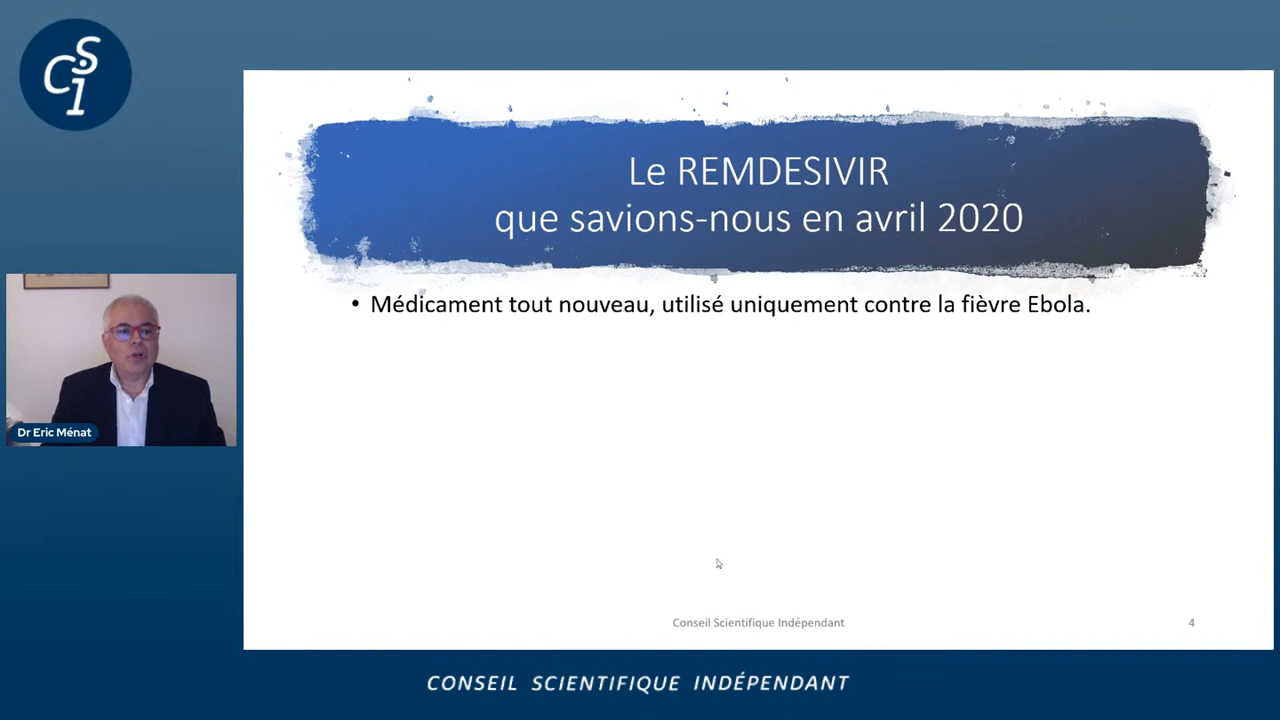 CSI
Le REMDESIVIR
que savions-nous en avril 2020
• Médicament tout nouveau, utilisé uniquement contre la fièvre Ebola.
Dr Eric Ménat
Conseil Scientifique Indépendant
4
CONSEIL SCIENTIFIQUE INDÉPENDANT